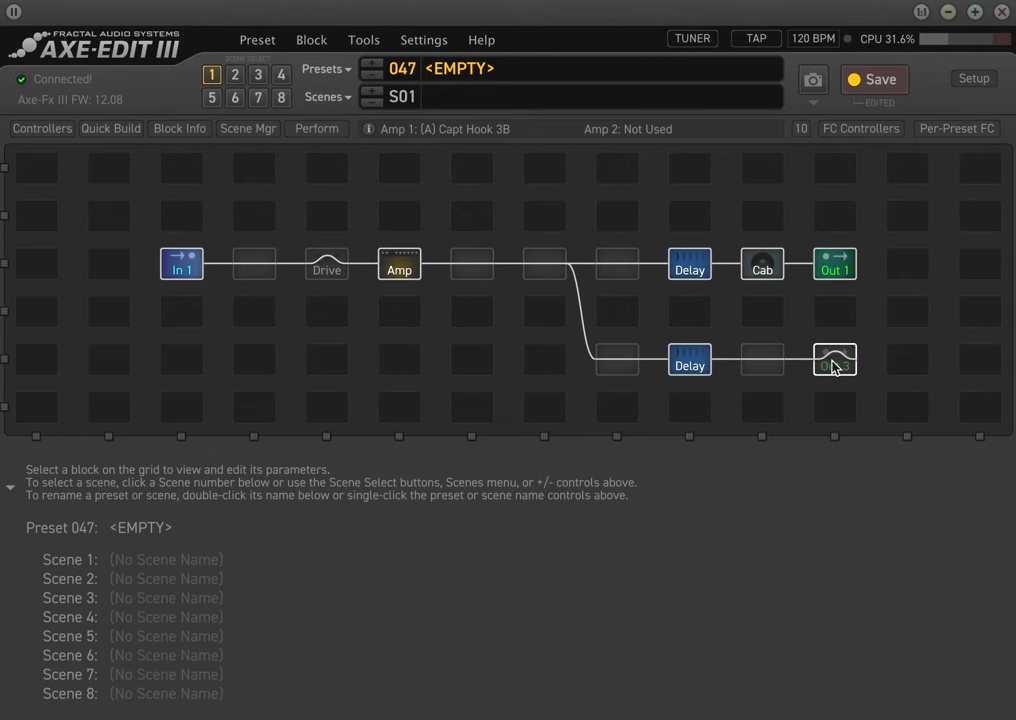 FRACTAL AUDIO SYSTEMS
AXE-EDIT III
Preset Block Tools Settings Help
TUNER TAP 120 BPM CPU 31.6%
Connected!
Axe-Fx III FW: 12.08
SCENE SELECT
1 2 3 4
5 6 7 8
Presets 047 <EMPTY>
Scenes S01
Save
EDITED
Setup
Controllers Quick Build Block Info Scene Mgr Perform Amp 1: (A) Capt Hook 3B Amp 2: Not Used 10 FC Controllers Per-Preset FC
In 1 Drive Amp Delay Cab Out 1
Delay
Select a block on the grid to view and edit its parameters.
To select a scene, click a Scene number below or use the Scene Select buttons, Scenes menu, or +/- controls above.
To rename a preset or scene, double-click its name below or single-click the preset or scene name controls above.
Preset 047: <EMPTY>
Scene 1: (No Scene Name)
Scene 2: (No Scene Name)
Scene 3: (No Scene Name)
Scene 4: (No Scene Name)
Scene 5: (No Scene Name)
Scene 6: (No Scene Name)
Scene 7: (No Scene Name)
Scene 8: (No Scene Name)